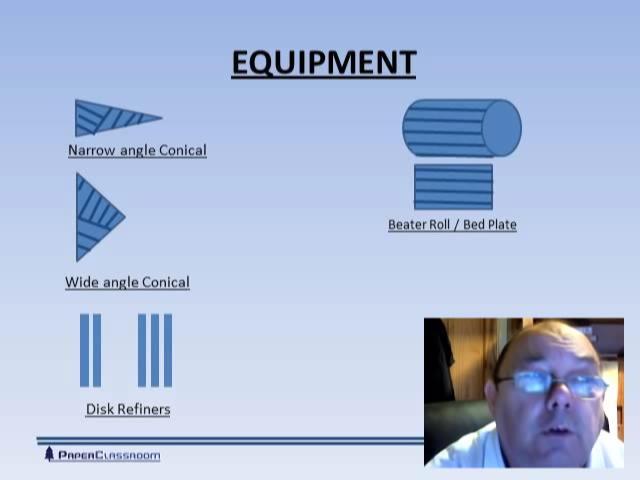 EQUIPMENT
Narrow angle Conical
Beater Roll / Bed Plate
Wide angle Conical
Disk Refiners
PAPERCLASSROOM